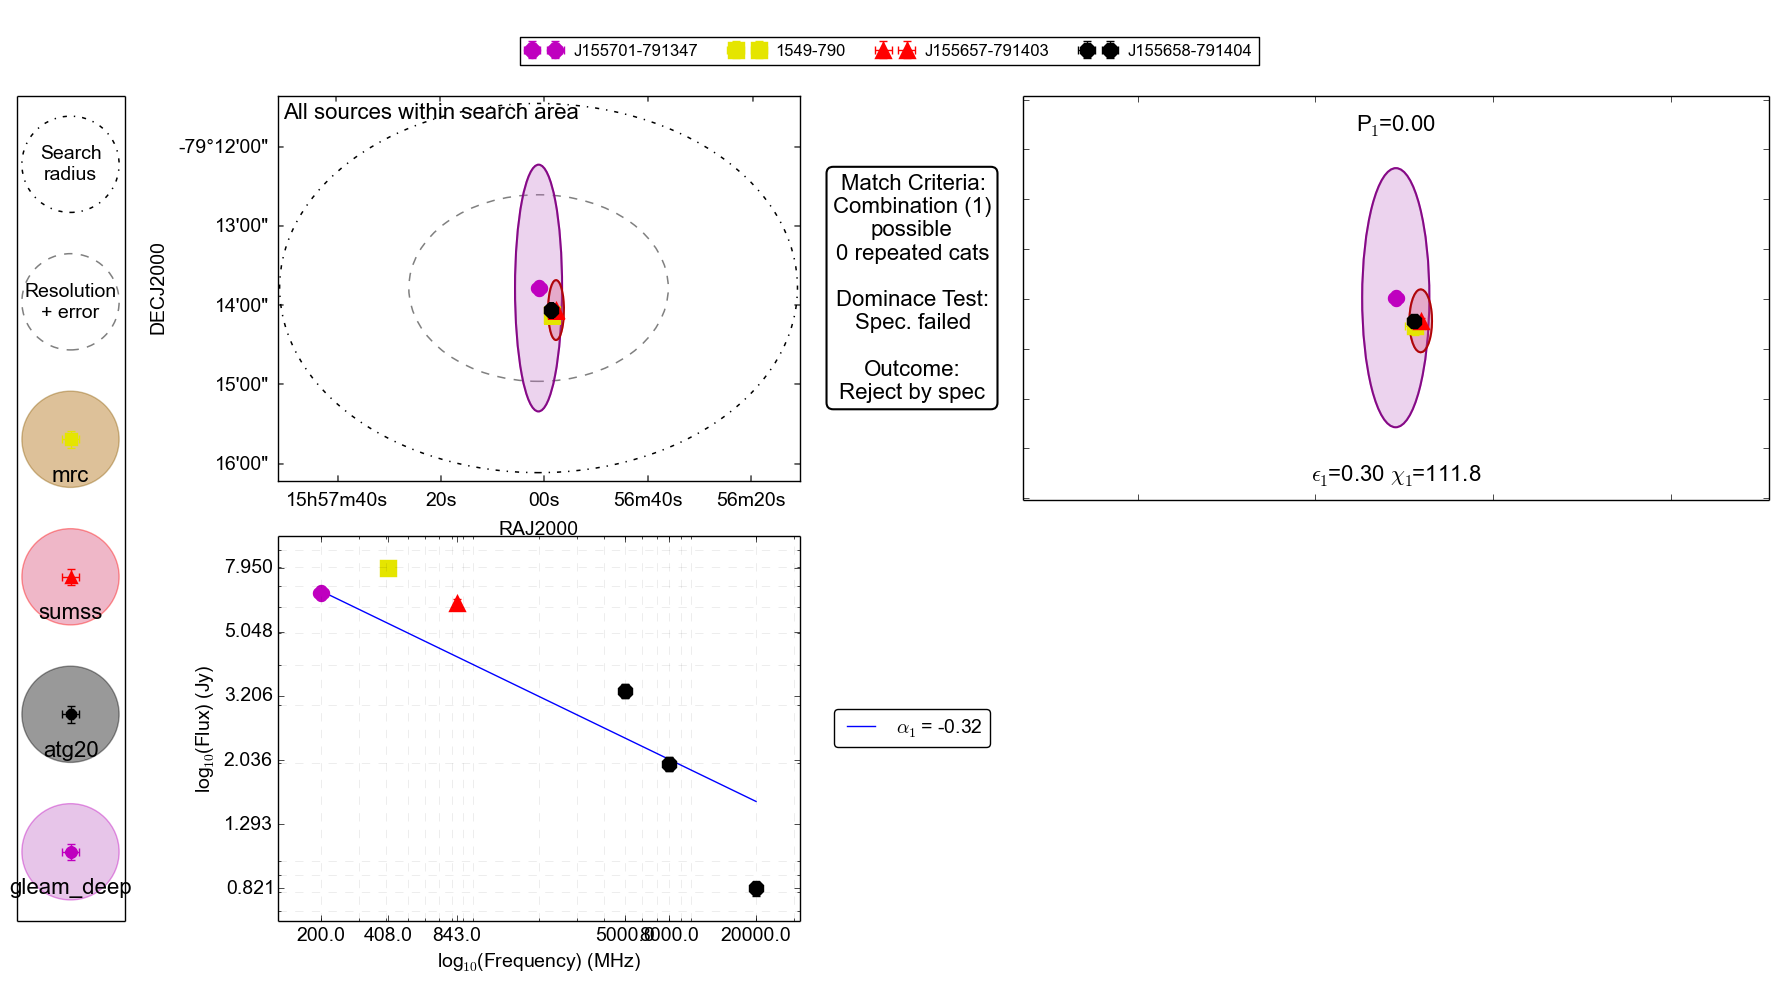 J155701-791347 1549-790 J155657-791403 J155658-791404
Search
radius
Resolution
+ error
mrc
sumss
atg20
gleam_deep
All sources within search area
DECJ2000
-79°12'00"
13'00"
14'00"
15'00"
16'00"
15h57m40s 20s 00s 56m40s 56m20s
RAJ2000
Match Criteria:
Combination (1)
possible
0 repeated cats
Dominace Test:
Spec. failed
Outcome:
Reject by spec
P₁=0.00
ϵ₁=0.30 χ₁=111.8
log₁₀(Flux) (Jy)
7.950
5.048
3.206
2.036
1.293
0.821
200.0 408.0 843.0 5000.0 8000.0 20000.0
log₁₀(Frequency) (MHz)
α₁ = -0.32